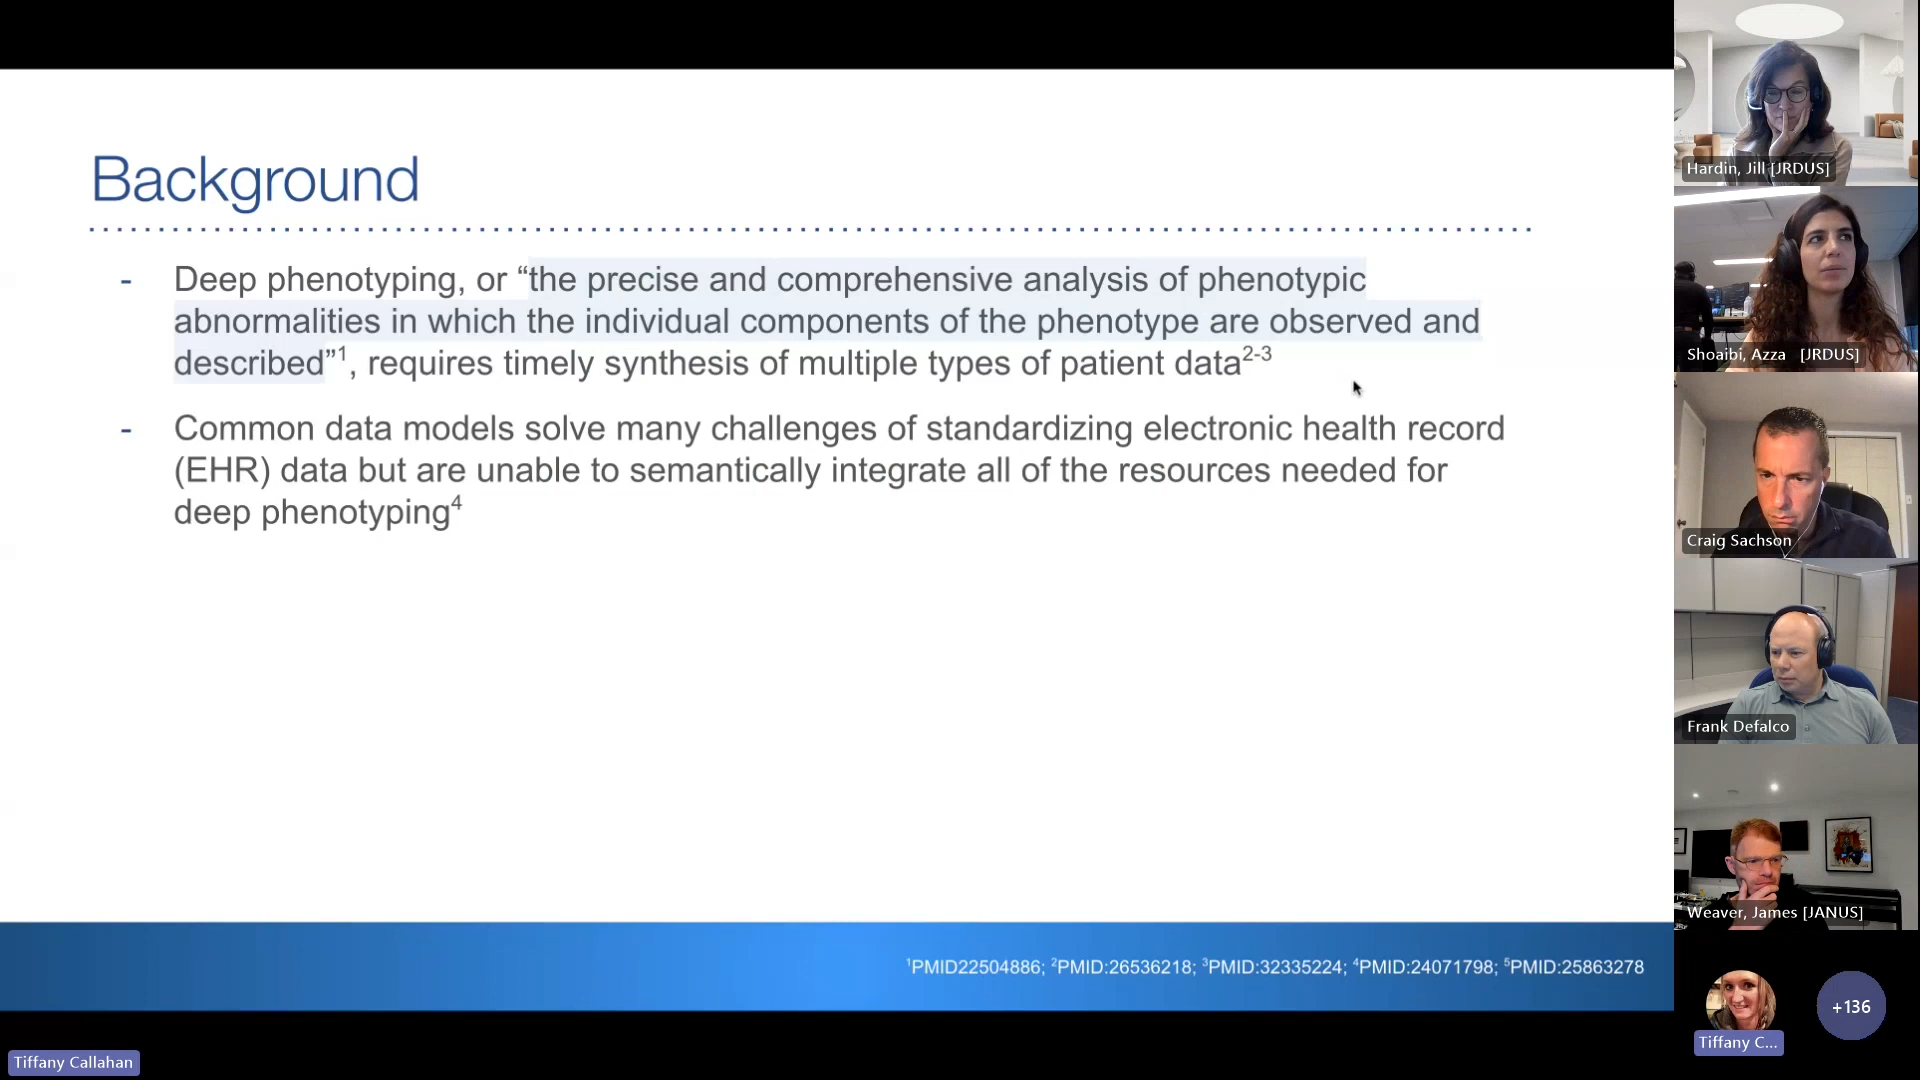 Background
- Deep phenotyping, or “the precise and comprehensive analysis of phenotypic
abnormalities in which the individual components of the phenotype are observed and
described”1, requires timely synthesis of multiple types of patient data2-3
- Common data models solve many challenges of standardizing electronic health record
(EHR) data but are unable to semantically integrate all of the resources needed for
deep phenotyping4
1PMID22504886; 2PMID:26536218; 3PMID:32335224; 4PMID:24071798; 5PMID:25863278
Tiffany Callahan
Hardin, Jill [JRDUS]
Shoaibi, Azza [JRDUS]
Craig Sachson
Frank Defalco
Weaver, James [JANUS]
Tiffany C...
+136